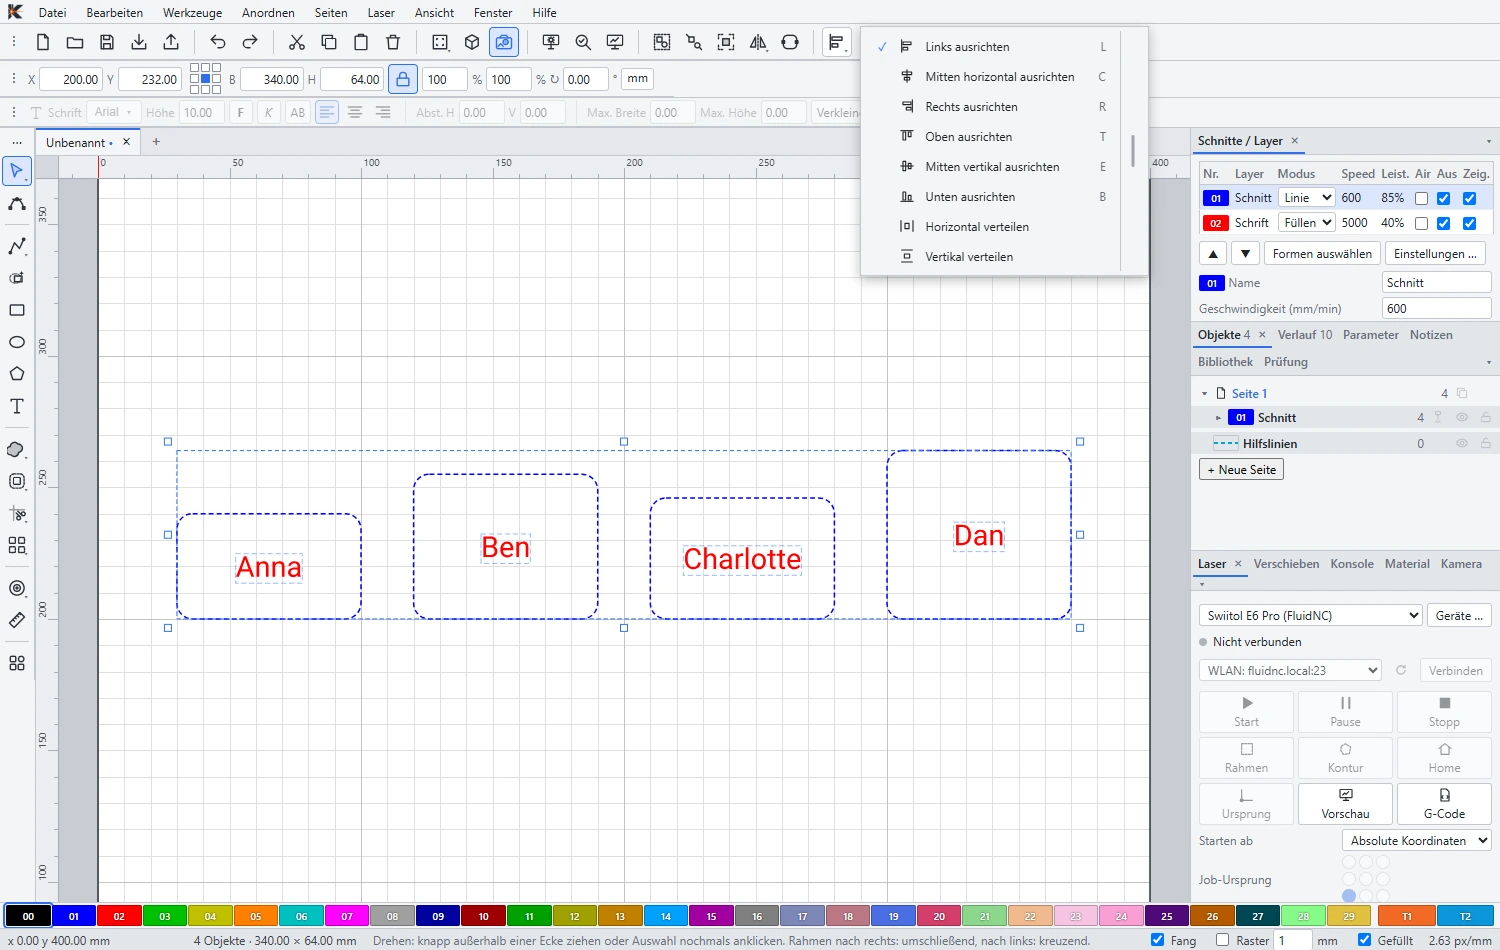 Datei Bearbeiten Werkzeuge Anordnen Seiten Laser Ansicht Fenster Hilfe
X 200.00 Y 232.00 B 340.00 H 64.00 100 % 100 % 0.00 ° mm
Schrift Arial Höhe 10.00 F K AB Abst. H 0.00 V 0.00 Max. Breite 0.00 Max. Höhe 0.00 Verklein
Links ausrichten L
Mitten horizontal ausrichten C
Rechts ausrichten R
Oben ausrichten T
Mitten vertikal ausrichten E
Unten ausrichten B
Horizontal verteilen
Vertikal verteilen
Unbenannt • × +
0 50 100 150 200 250 400
350
300
250
200
150
100
Anna
Ben
Charlotte
Dan
Schnitte / Layer ×
Nr. Layer Modus Speed Leist. Air Aus Zeig.
01 Schnitt Linie 600 85%
02 Schrift Füllen 5000 40%
▲ ▼ Formen auswählen Einstellungen ...
01 Name Schnitt
Geschwindigkeit (mm/min) 600
Objekte 4 × Verlauf 10 Parameter Notizen
Bibliothek Prüfung
Seite 1 4
01 Schnitt 4
Hilfslinien 0
+ Neue Seite
Laser × Verschieben Konsole Material Kamera
Swiitol E6 Pro (FluidNC) Geräte ...
Nicht verbunden
WLAN: fluidnc.local:23 Verbinden
Start Pause Stopp
Rahmen Kontur Home
Ursprung Vorschau G-Code
Starten ab Absolute Koordinaten
Job-Ursprung
00 01 02 03 04 05 06 07 08 09 10 11 12 13 14 15 16 17 18 19 20 21 22 23 24 25 26 27 28 29 T1 T2
x 0.00 y 400.00 mm 4 Objekte · 340.00 × 64.00 mm Drehen: knapp außerhalb einer Ecke ziehen oder Auswahl nochmals anklicken. Rahmen nach rechts: umschließend, nach links: kreuzend. Fang Raster 1 mm Gefüllt 2.63 px/mm